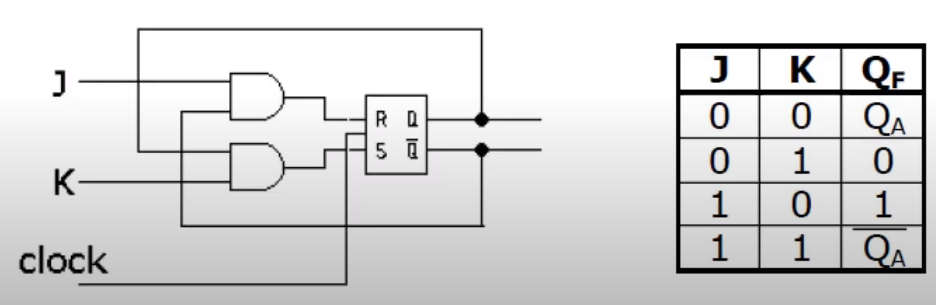 J
K
clock
R Q
S Q̅
J K Q_F
0 0 Q_A
0 1 0
1 0 1
1 1 Q̅_A